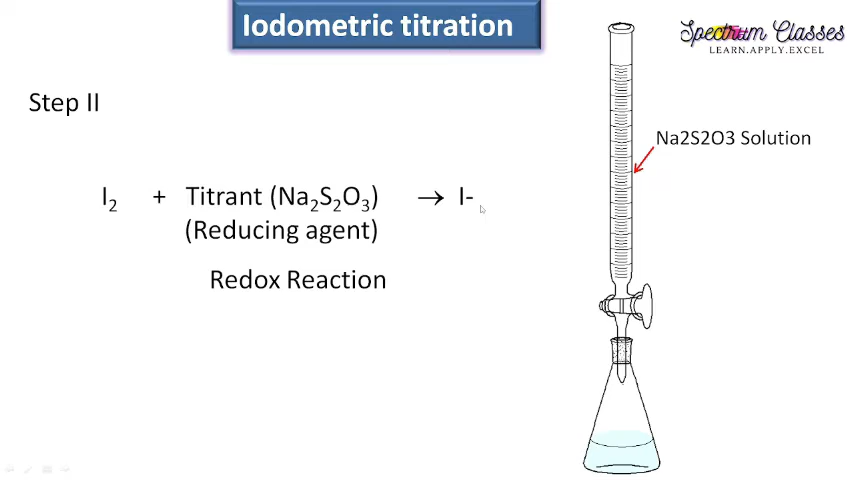 Iodometric titration
Spectrum Classes
LEARN.APPLY.EXCEL
Step II
Na2S2O3 Solution
I₂ + Titrant (Na₂S₂O₃) → I-
(Reducing agent)
Redox Reaction